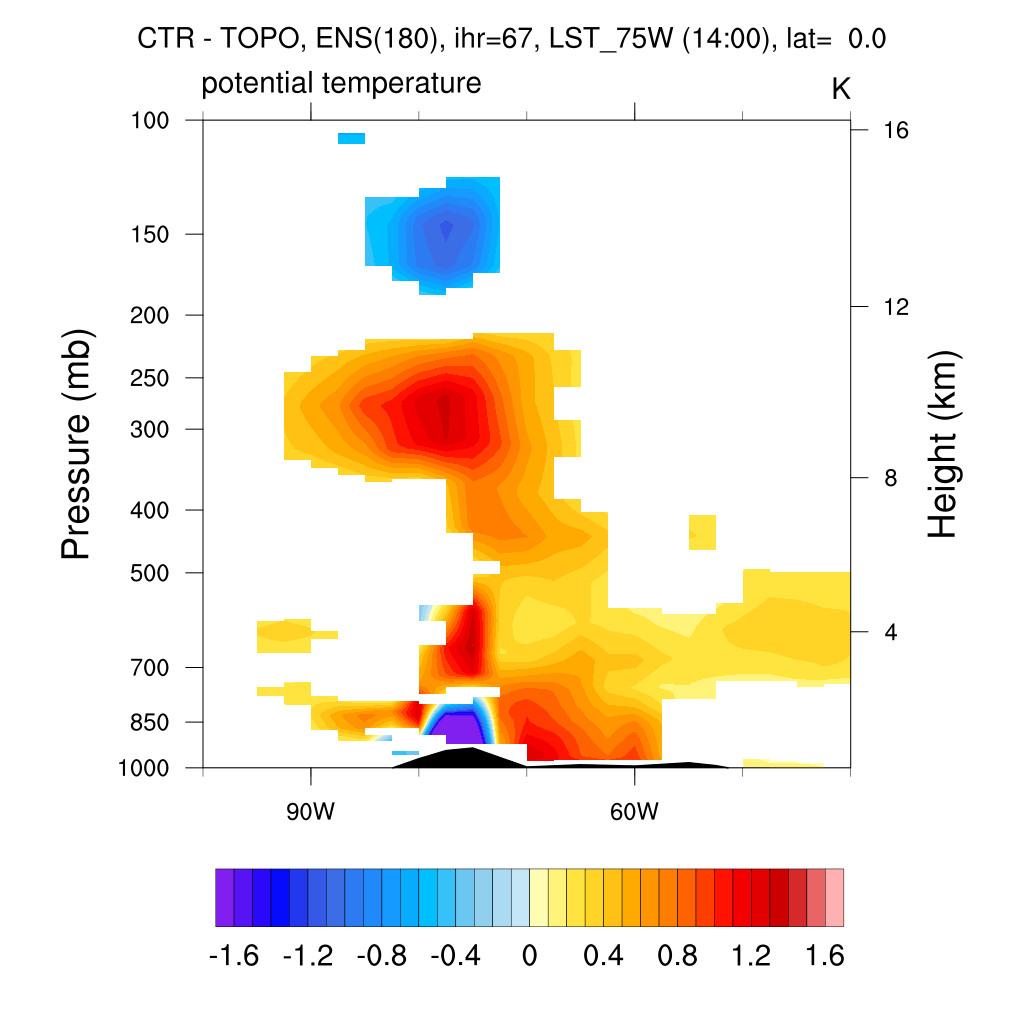 CTR - TOPO, ENS(180), ihr=67, LST_75W (14:00), lat=  0.0
potential temperature
K
100
150
200
250
300
400
500
700
850
1000
Pressure (mb)
16
12
8
4
Height (km)
90W
60W
-1.6 -1.2 -0.8 -0.4 0 0.4 0.8 1.2 1.6